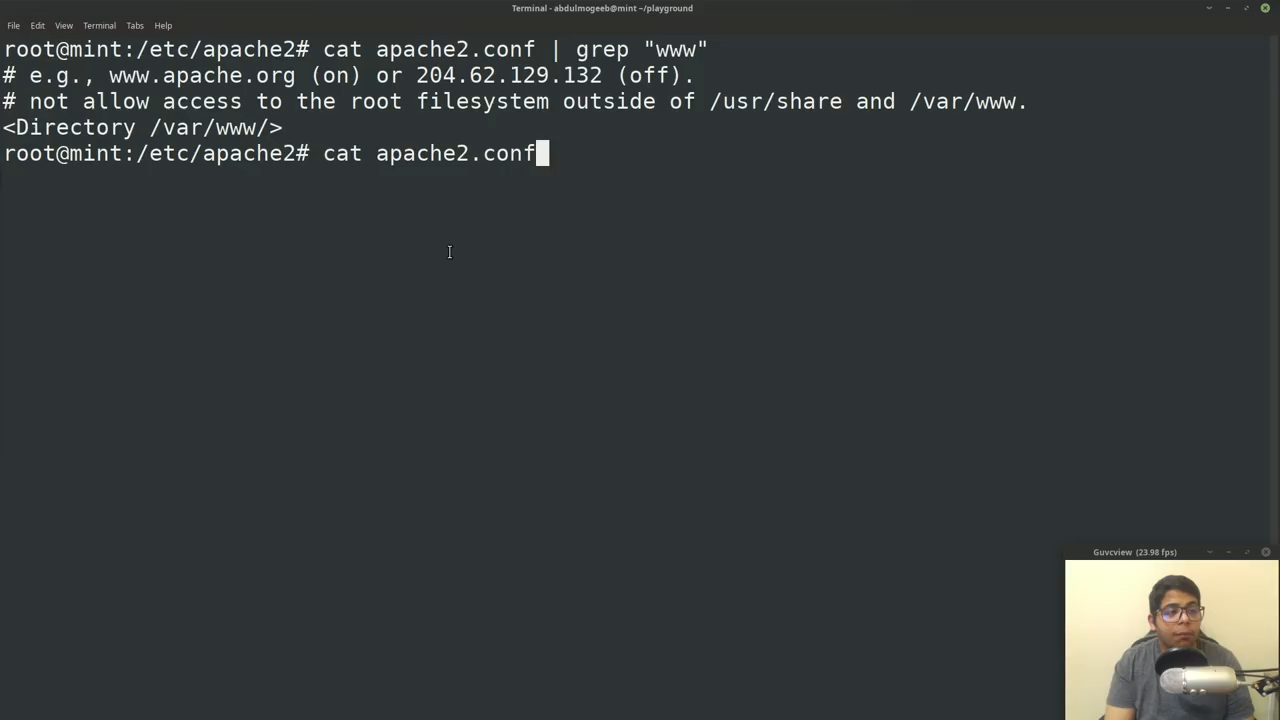 Terminal - abdulmogeeb@mint ~/playground
File Edit View Terminal Tabs Help
root@mint:/etc/apache2# cat apache2.conf | grep "www"
# e.g., www.apache.org (on) or 204.62.129.132 (off).
# not allow access to the root filesystem outside of /usr/share and /var/www.
<Directory /var/www/>
root@mint:/etc/apache2# cat apache2.conf
Guvcview (23.98 fps)